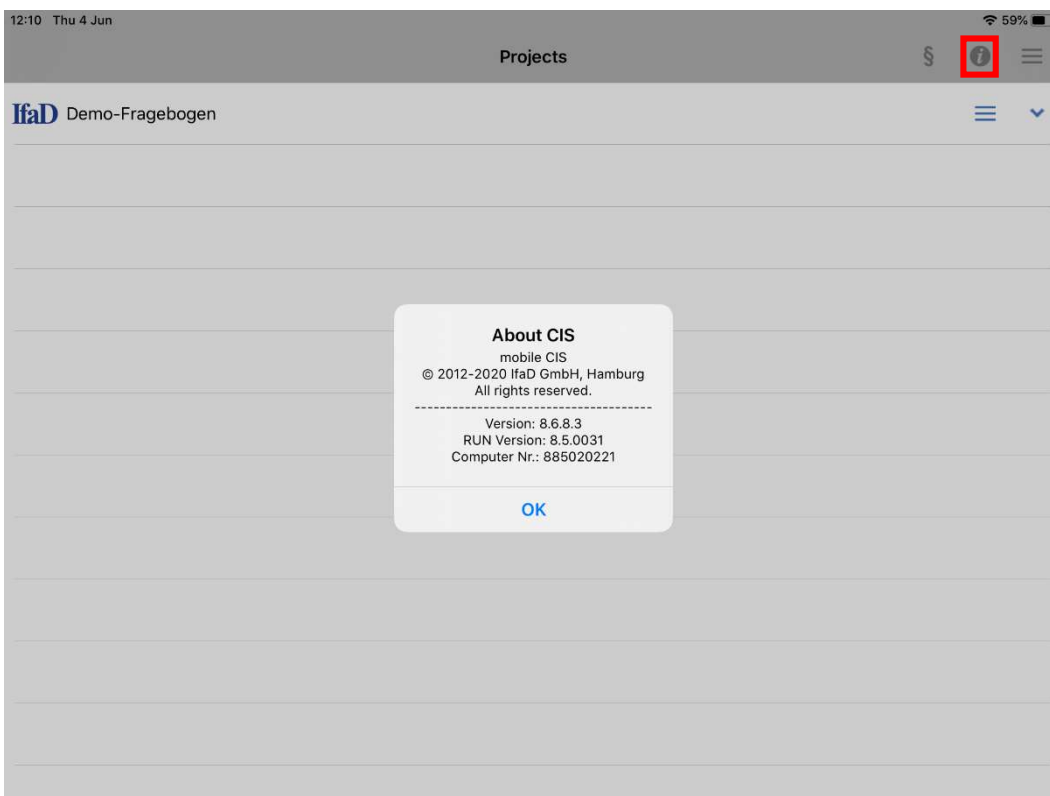 12:10 Thu 4 Jun 59%
Projects §
IfaD Demo-Fragebogen
About CIS
mobile CIS
© 2012-2020 IfaD GmbH, Hamburg
All rights reserved.
--------------------------------------
Version: 8.6.8.3
RUN Version: 8.5.0031
Computer Nr.: 885020221
OK